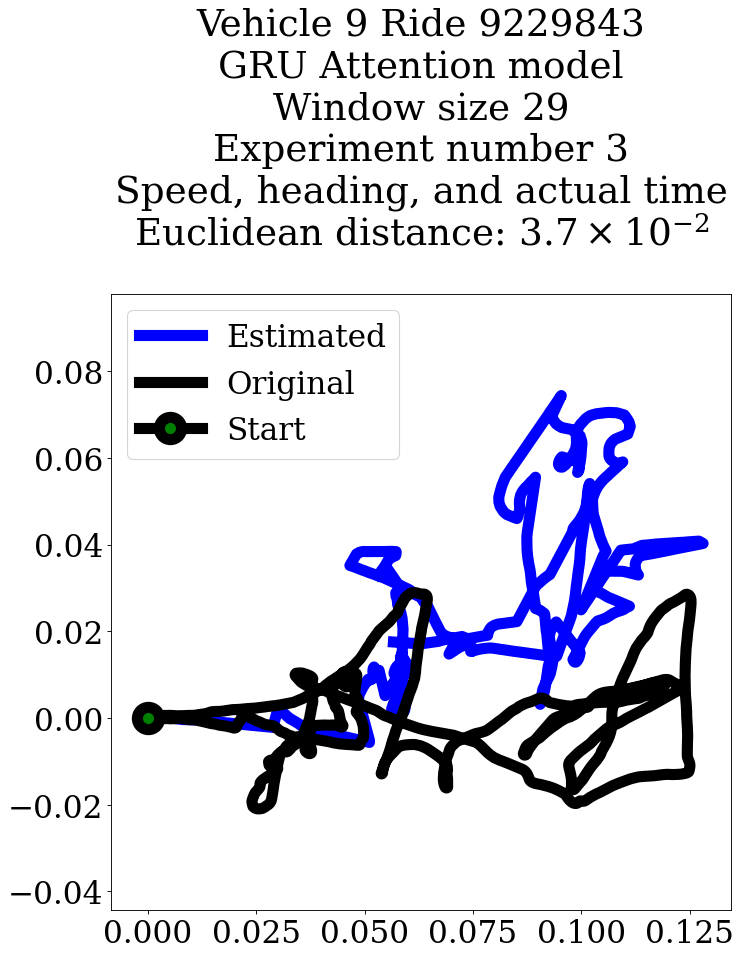 Vehicle 9 Ride 9229843
GRU Attention model
Window size 29
Experiment number 3
Speed, heading, and actual time
Euclidean distance: 3.7 × 10⁻²
Estimated
Original
Start
0.08
0.06
0.04
0.02
0.00
−0.02
−0.04
0.000 0.025 0.050 0.075 0.100 0.125